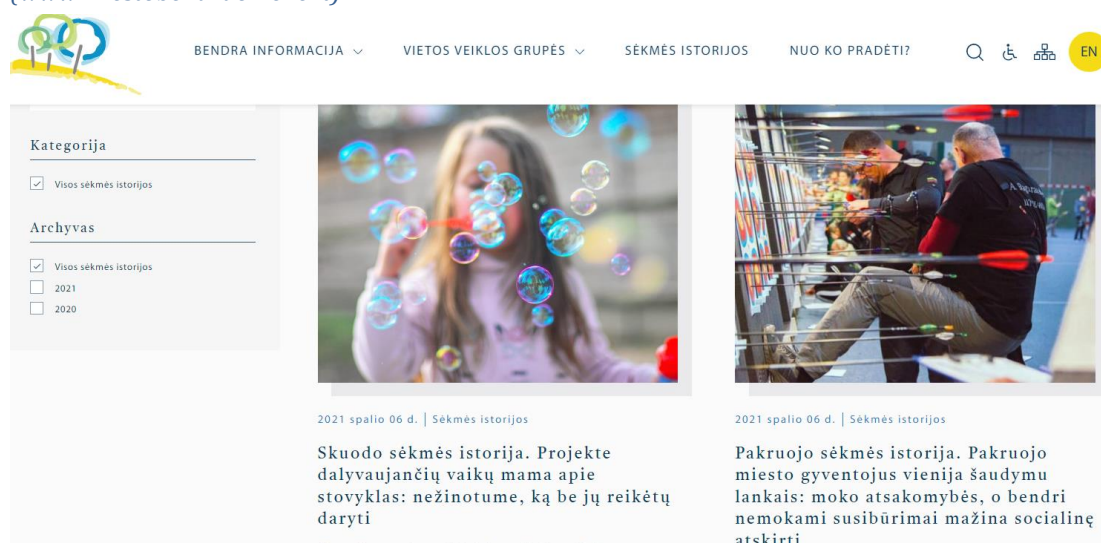 BENDRA INFORMACIJA
VIETOS VEIKLOS GRUPĖS
SĖKMĖS ISTORIJOS
NUO KO PRADĖTI?
EN
Kategorija
Visos sėkmės istorijos
Archyvas
Visos sėkmės istorijos
2021
2020
2021 spalio 06 d. | Sėkmės istorijos
Skuodo sėkmės istorija. Projekte
dalyvaujančių vaikų mama apie
stovyklas: nežinotume, ką be jų reikėtų
daryti
2021 spalio 06 d. | Sėkmės istorijos
Pakruojo sėkmės istorija. Pakruojo
miesto gyventojus vienija šaudymu
lankais: moko atsakomybės, o bendri
nemokami susibūrimai mažina socialinę
atskirtį